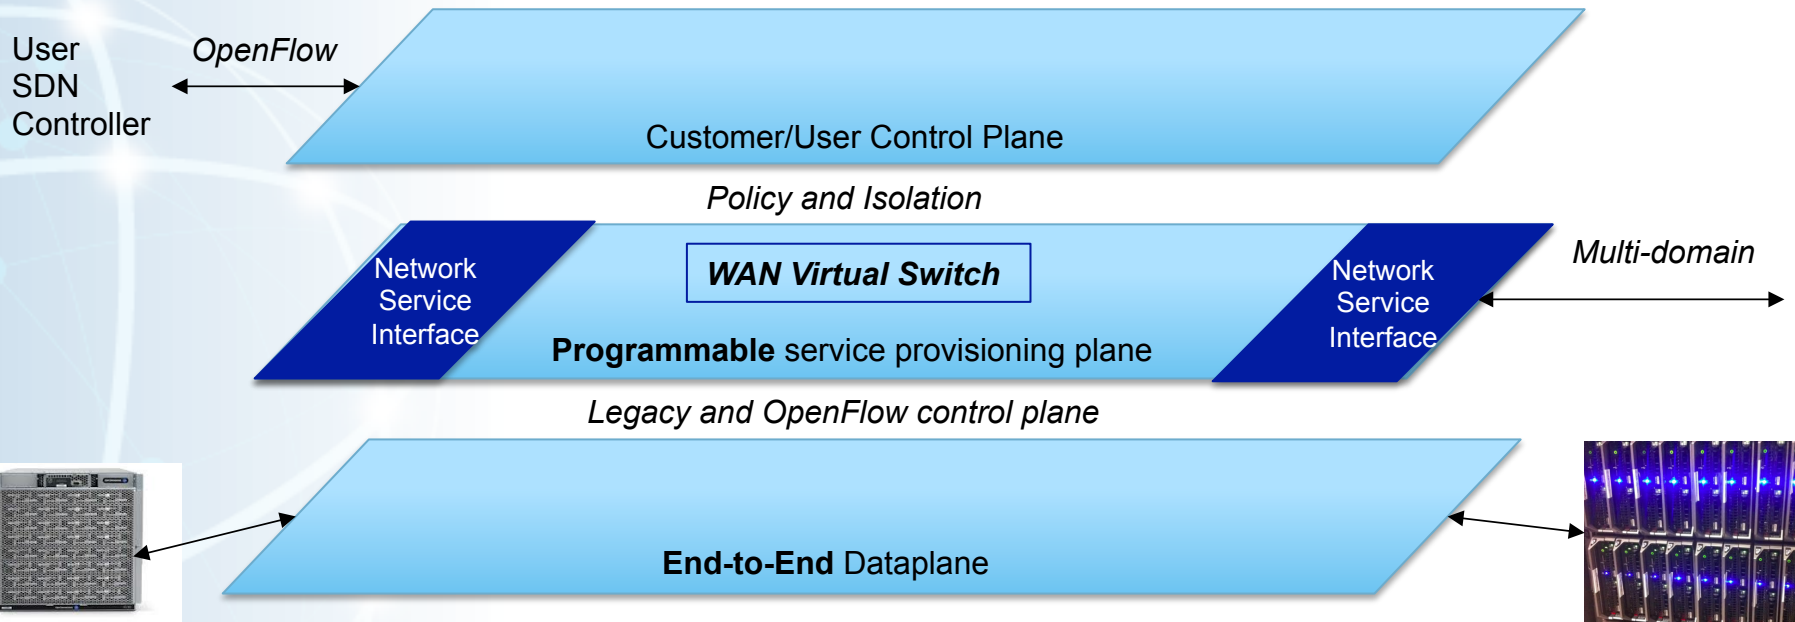 User
SDN
Controller
OpenFlow
Customer/User Control Plane
Policy and Isolation
Network
Service
Interface
WAN Virtual Switch
Programmable service provisioning plane
Network
Service
Interface
Multi-domain
Legacy and OpenFlow control plane
End-to-End Dataplane